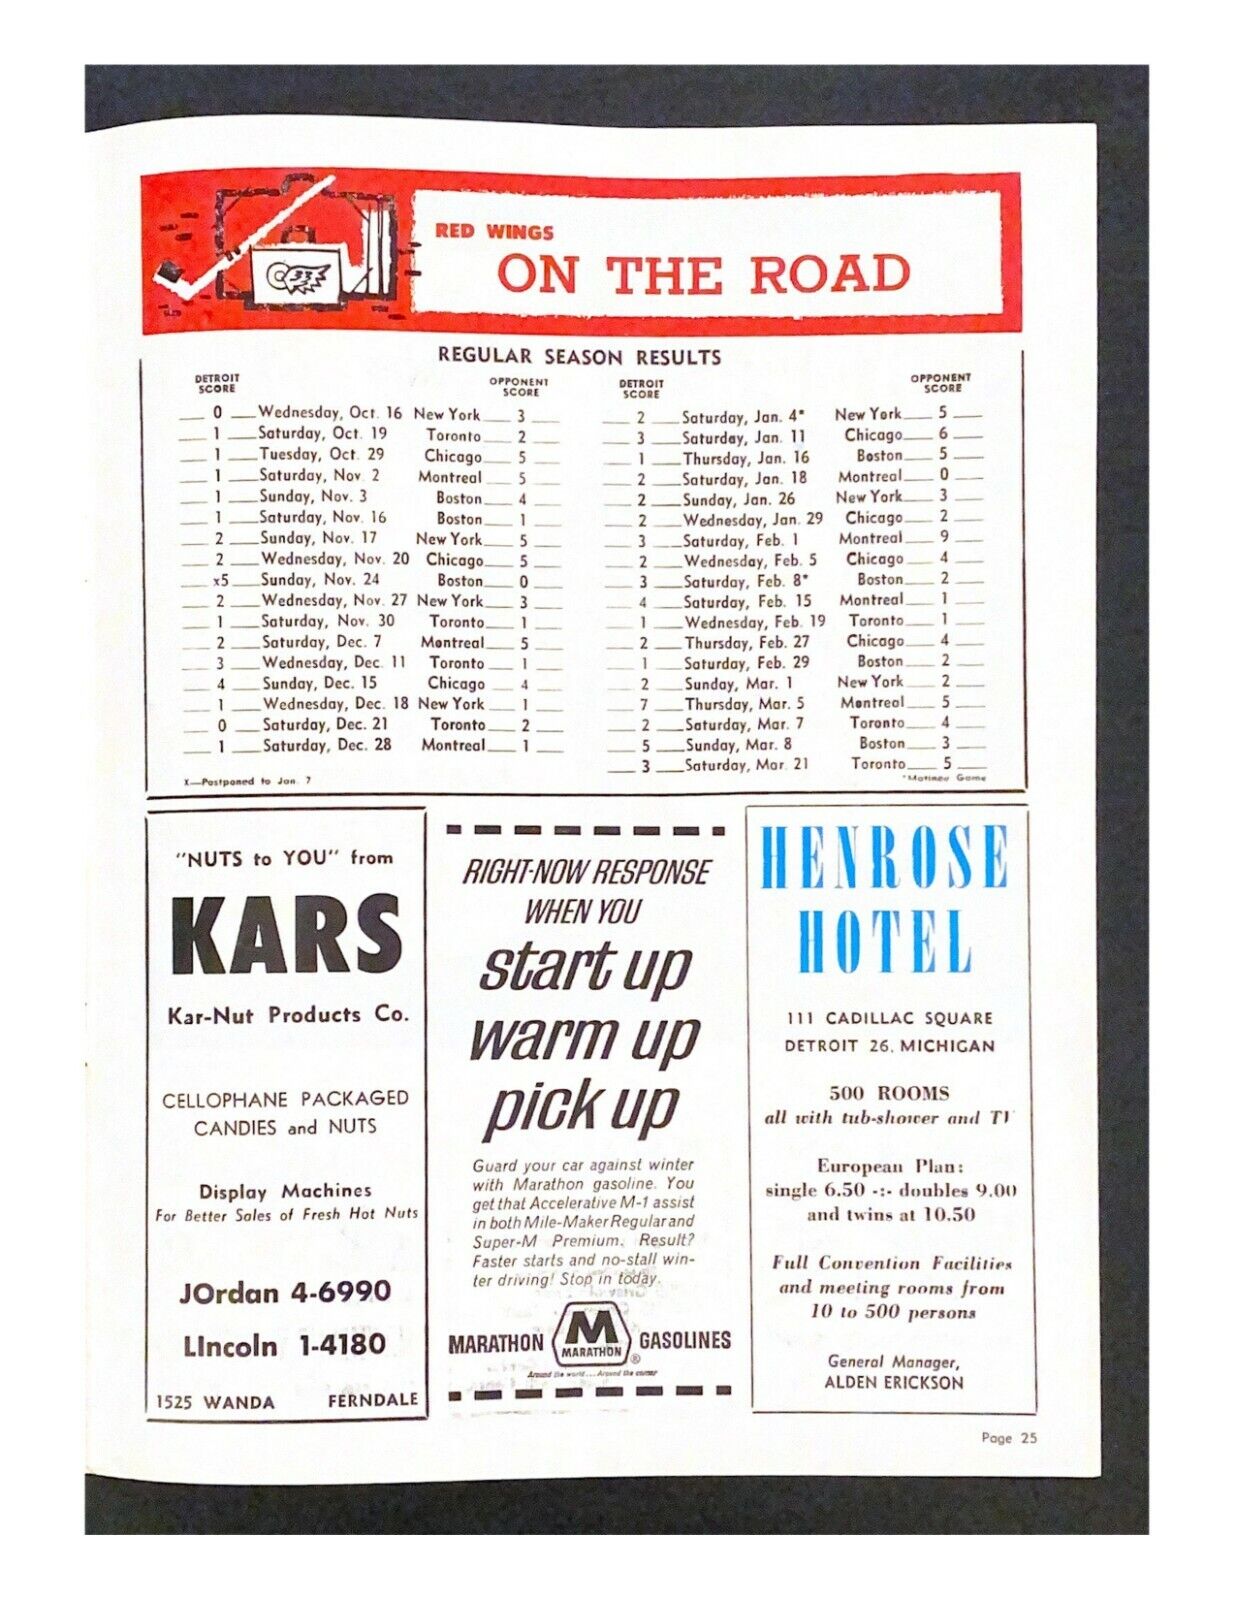 RED WINGS
ON THE ROAD
REGULAR SEASON RESULTS
DETROIT SCORE OPPONENT SCORE
0 Wednesday, Oct. 16 New York 3
1 Saturday, Oct. 19 Toronto 2
1 Tuesday, Oct. 29 Chicago 5
1 Saturday, Nov. 2 Montreal 5
1 Sunday, Nov. 3 Boston 4
1 Saturday, Nov. 16 Boston 1
2 Sunday, Nov. 17 New York 5
2 Wednesday, Nov. 20 Chicago 5
x5 Sunday, Nov. 24 Boston 0
2 Wednesday, Nov. 27 New York 3
1 Saturday, Nov. 30 Toronto 1
2 Saturday, Dec. 7 Montreal 5
3 Wednesday, Dec. 11 Toronto 1
4 Sunday, Dec. 15 Chicago 4
1 Wednesday, Dec. 18 New York 1
0 Saturday, Dec. 21 Toronto 2
1 Saturday, Dec. 28 Montreal 1
X—Postponed to Jan. 7
DETROIT SCORE OPPONENT SCORE
2 Saturday, Jan. 4* New York 5
3 Saturday, Jan. 11 Chicago 6
1 Thursday, Jan. 16 Boston 5
2 Saturday, Jan. 18 Montreal 0
2 Sunday, Jan. 26 New York 3
2 Wednesday, Jan. 29 Chicago 2
3 Saturday, Feb. 1 Montreal 9
2 Wednesday, Feb. 5 Chicago 4
3 Saturday, Feb. 8* Boston 2
4 Saturday, Feb. 15 Montreal 1
1 Wednesday, Feb. 19 Toronto 1
2 Thursday, Feb. 27 Chicago 4
1 Saturday, Feb. 29 Boston 2
2 Sunday, Mar. 1 New York 2
7 Thursday, Mar. 5 Montreal 5
2 Saturday, Mar. 7 Toronto 4
5 Sunday, Mar. 8 Boston 3
3 Saturday, Mar. 21 Toronto 5
*Matinee Game
"NUTS to YOU" from
KARS
Kar-Nut Products Co.
CELLOPHANE PACKAGED
CANDIES and NUTS
Display Machines
For Better Sales of Fresh Hot Nuts
JOrdan 4-6990
LIncoln 1-4180
1525 WANDA FERNDALE
RIGHT-NOW RESPONSE
WHEN YOU
start up
warm up
pick up
Guard your car against winter
with Marathon gasoline. You
get that Accelerative M-1 assist
in both Mile-Maker Regular and
Super-M Premium. Result?
Faster starts and no-stall win-
ter driving! Stop in today.
MARATHON M MARATHON ® GASOLINES
Around the world...Around the corner
HENROSE
HOTEL
111 CADILLAC SQUARE
DETROIT 26, MICHIGAN
500 ROOMS
all with tub-shower and TV
European Plan:
single 6.50 -:- doubles 9.00
and twins at 10.50
Full Convention Facilities
and meeting rooms from
10 to 500 persons
General Manager,
ALDEN ERICKSON
Page 25